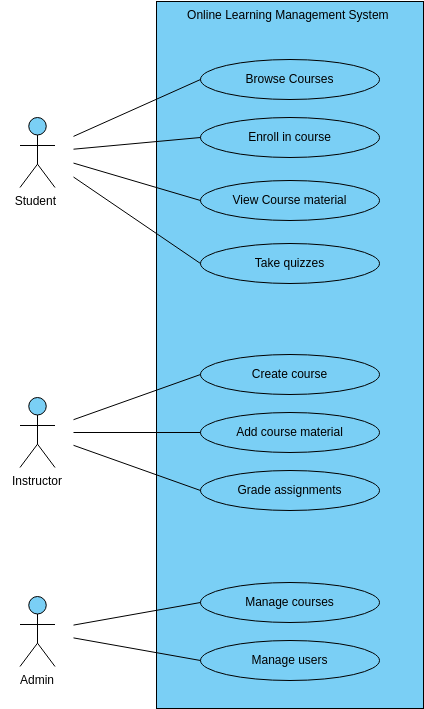 Online Learning Management System
Browse Courses
Enroll in course
View Course material
Take quizzes
Student
Create course
Add course material
Grade assignments
Instructor
Manage courses
Manage users
Admin